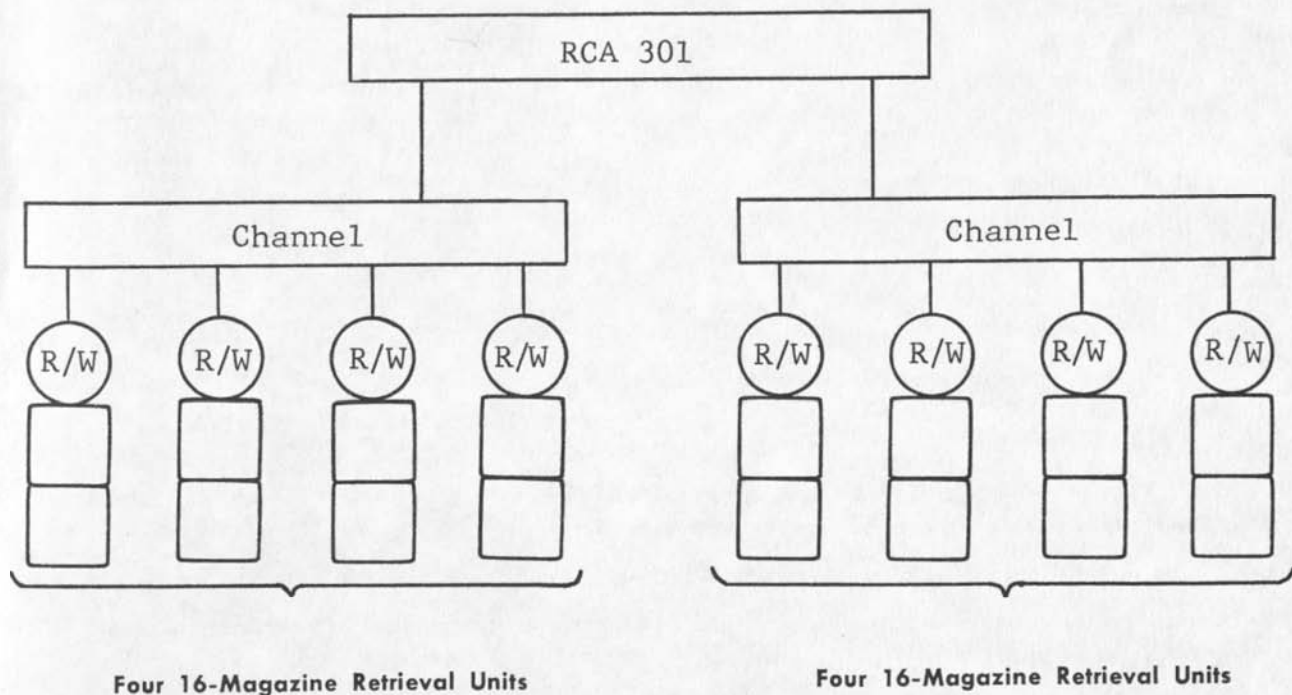 RCA 301
Channel
Channel
R/W R/W R/W R/W R/W R/W R/W R/W
Four 16-Magazine Retrieval Units
Four 16-Magazine Retrieval Units